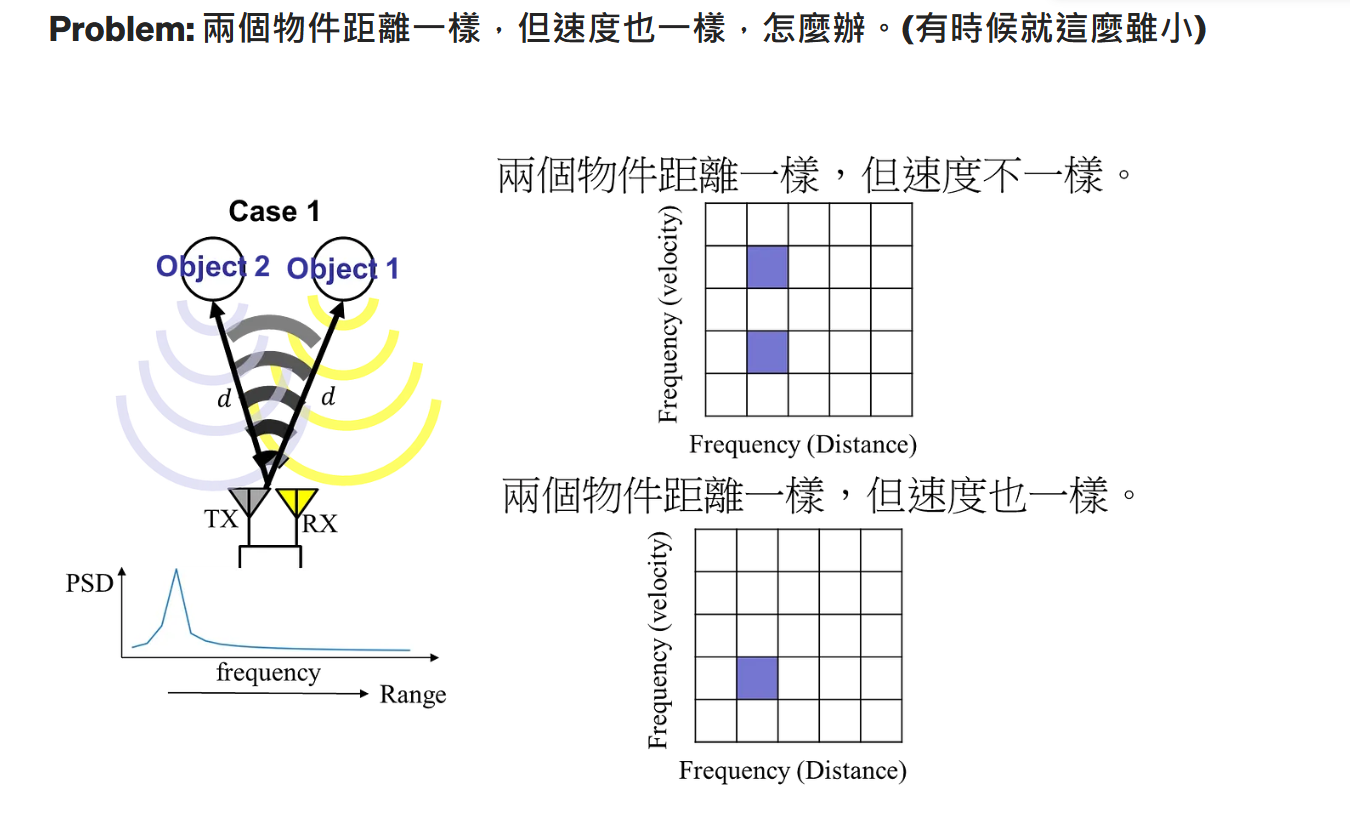 Problem: 兩個物件距離一樣，但速度也一樣，怎麼辦。(有時候就這麼雖小)
兩個物件距離一樣，但速度不一樣。
Case 1
Object 2 Object 1
d
d
TX
RX
PSD
frequency
Range
Frequency (velocity)
Frequency (Distance)
兩個物件距離一樣，但速度也一樣。
Frequency (velocity)
Frequency (Distance)